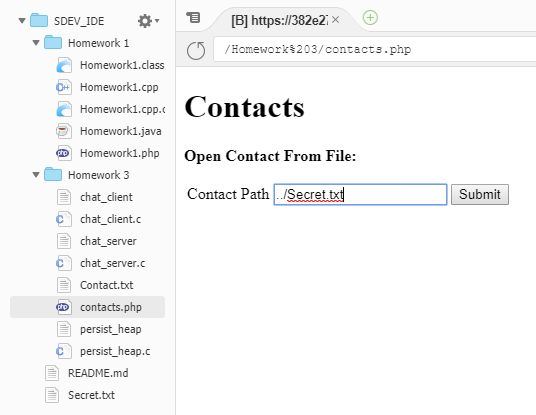 SDEV_IDE
Homework 1
Homework1.class
Homework1.cpp
Homework1.cpp.c
Homework1.java
Homework1.php
Homework 3
chat_client
chat_client.c
chat_server
chat_server.c
Contact.txt
contacts.php
persist_heap
persist_heap.c
README.md
Secret.txt
[B] https://382e27
/Homework%203/contacts.php
Contacts
Open Contact From File:
Contact Path ../Secret.txt Submit